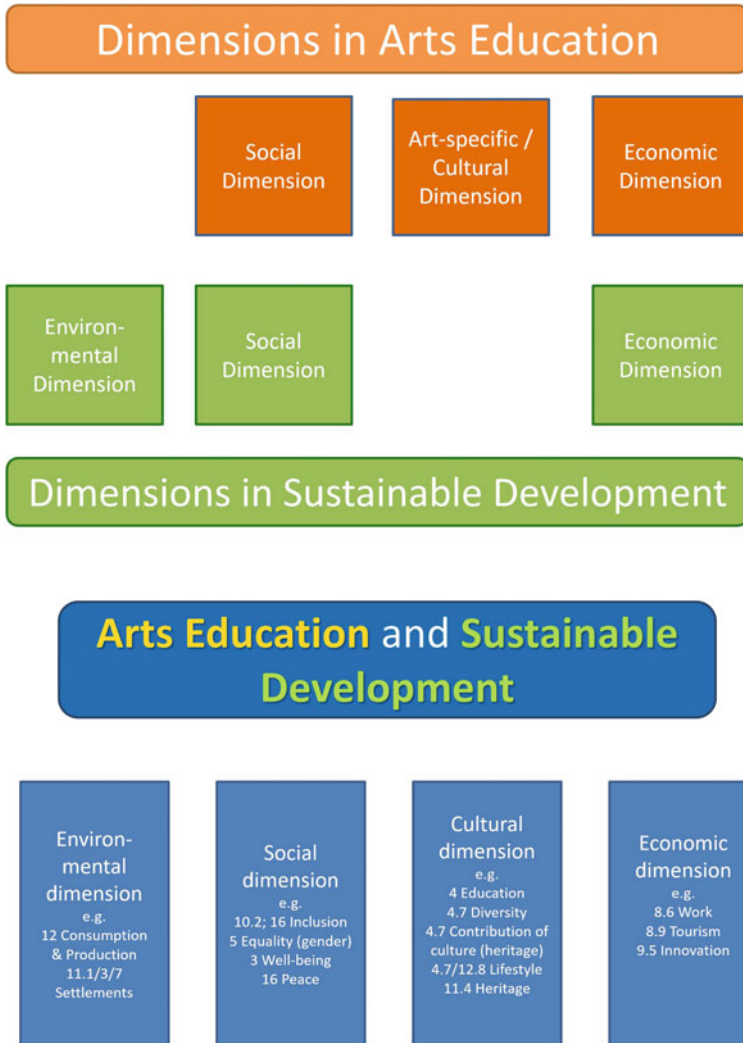 Dimensions in Arts Education
Social
Dimension
Art-specific /
Cultural
Dimension
Economic
Dimension
Environ-
mental
Dimension
Social
Dimension
Economic
Dimension
Dimensions in Sustainable Development
Arts Education and Sustainable
Development
Environ-
mental
dimension
e.g.
12 Consumption
& Production
11.1/3/7
Settlements
Social
dimension
e.g.
10.2; 16 Inclusion
5 Equality (gender)
3 Well-being
16 Peace
Cultural
dimension
e.g.
4 Education
4.7 Diversity
4.7 Contribution of
culture (heritage)
4.7/12.8 Lifestyle
11.4 Heritage
Economic
dimension
e.g.
8.6 Work
8.9 Tourism
9.5 Innovation